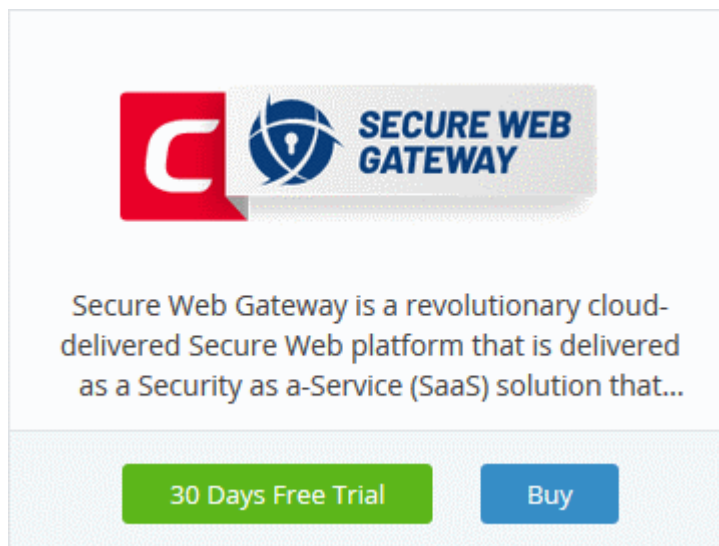 C
SECURE WEB
GATEWAY
Secure Web Gateway is a revolutionary cloud-
delivered Secure Web platform that is delivered
as a Security as a-Service (SaaS) solution that...
30 Days Free Trial
Buy